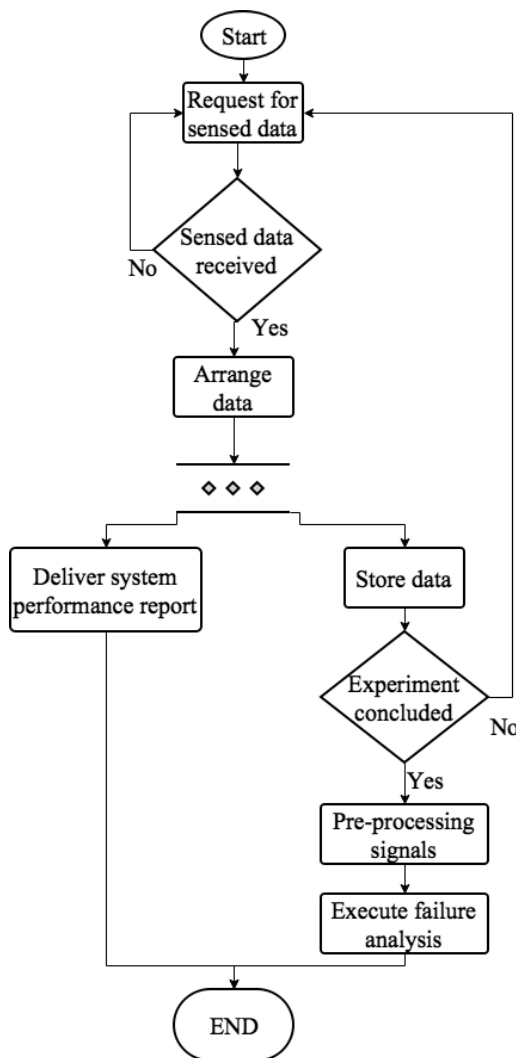 Start
Request for
sensed data
Sensed data
received
No
Yes
Arrange
data
Deliver system
performance report
Store data
Experiment
concluded
No
Yes
Pre-processing
signals
Execute failure
analysis
END